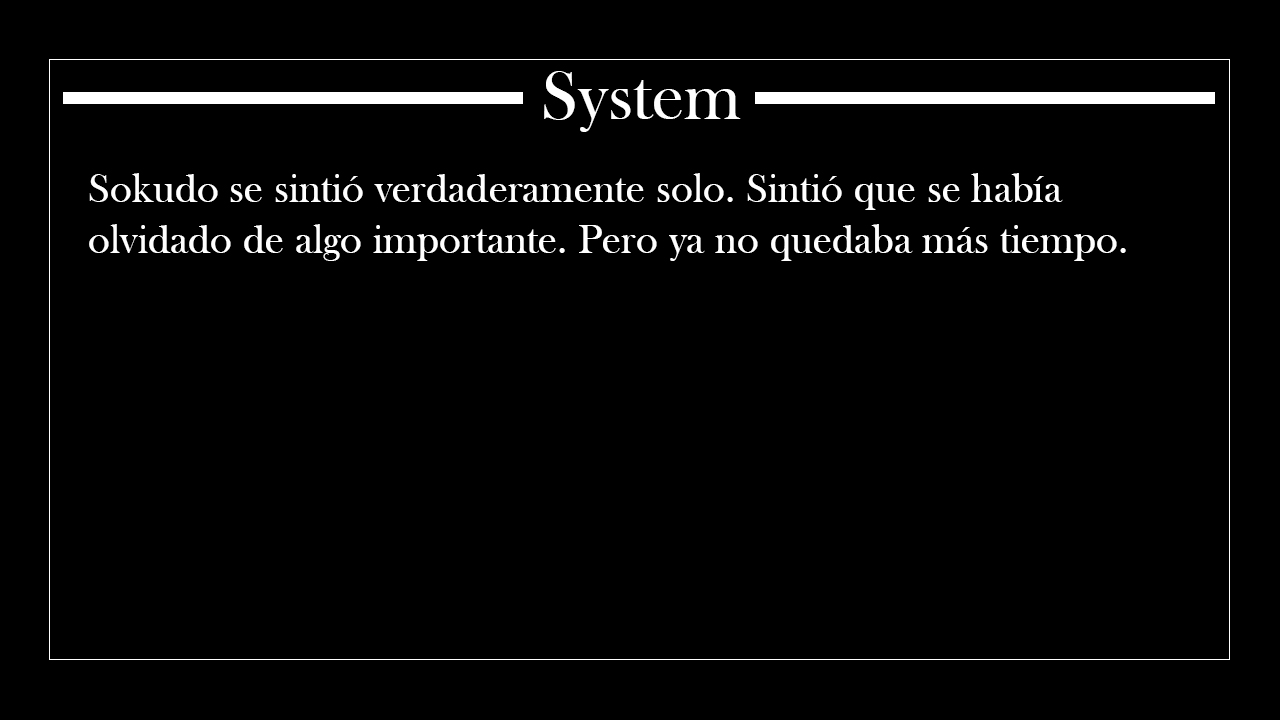 System
Sokudo se sintió verdaderamente solo. Sintió que se había
olvidado de algo importante. Pero ya no quedaba más tiempo.